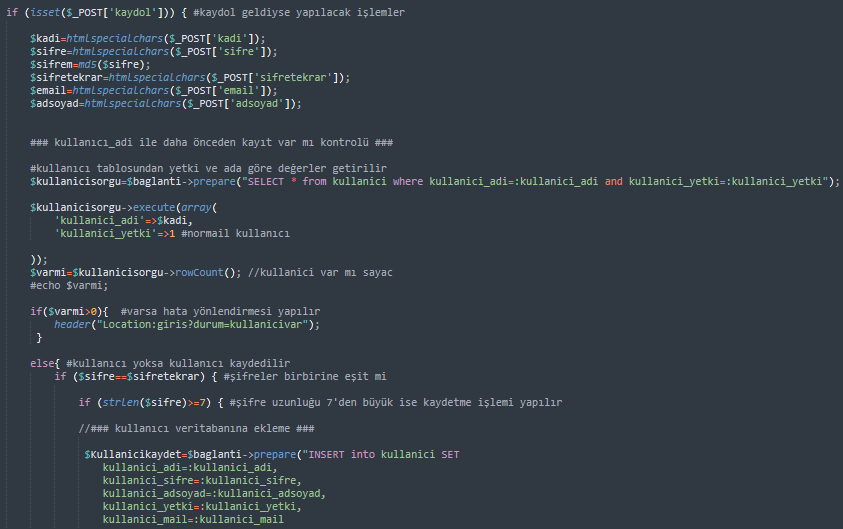 if (isset($_POST['kaydol'])) { #kaydol geldiyse yapılacak işlemler
$kadi=htmlspecialchars($_POST['kadi']);
$sifre=htmlspecialchars($_POST['sifre']);
$sifrem=md5($sifre);
$sifretekrar=htmlspecialchars($_POST['sifretekrar']);
$email=htmlspecialchars($_POST['email']);
$adsoyad=htmlspecialchars($_POST['adsoyad']);
### kullanıcı_adi ile daha önceden kayıt var mı kontrolü ###
#kullanıcı tablosundan yetki ve ada göre değerler getirilir
$kullanicisorgu=$baglanti->prepare("SELECT * from kullanici where kullanici_adi=:kullanici_adi and kullanici_yetki=:kullanici_yetki");
$kullanicisorgu->execute(array(
'kullanici_adi'=>$kadi,
'kullanici_yetki'=>1 #normail kullanıcı
));
$varmi=$kullanicisorgu->rowCount(); //kullanici var mı sayac
#echo $varmi;
if($varmi>0){ #varsa hata yönlendirmesi yapılır
header("Location:giris?durum=kullanicivar");
}
else{ #kullanıcı yoksa kullanıcı kaydedilir
if ($sifre==$sifretekrar) { #şifreler birbirine eşit mi
if (strlen($sifre)>=7) { #şifre uzunluğu 7'den büyük ise kaydetme işlemi yapılır
//### kullanıcı veritabanına ekleme ###
$Kullanicikaydet=$baglanti->prepare("INSERT into kullanici SET
kullanici_adi=:kullanici_adi,
kullanici_sifre=:kullanici_sifre,
kullanici_adsoyad=:kullanici_adsoyad,
kullanici_yetki=:kullanici_yetki,
kullanici_mail=:kullanici_mail